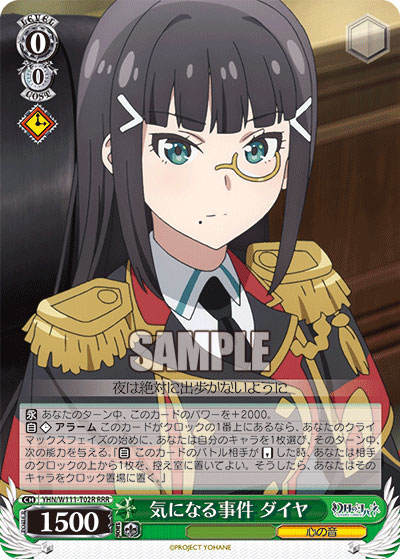 LEVEL
0
0
COST
SAMPLE
夜は絶対に出歩かないように
永 あなたのターン中、このカードのパワーを+2000。
自 アラーム このカードがクロックの1番上にあるなら、あなたのクライ
マックスフェイズの始めに、あなたは自分のキャラを1枚選び、そのターン中、
次の能力を与える。『自 このカードのバトル相手が した時、あなたは相手
のクロックの上から1枚を、控え室に置いてよい。そうしたら、あなたはその
キャラをクロック置場に置く。』
CH YHN/W111-T02R RRR
1500
気になる事件 ダイヤ
心の音
©PROJECT YOHANE